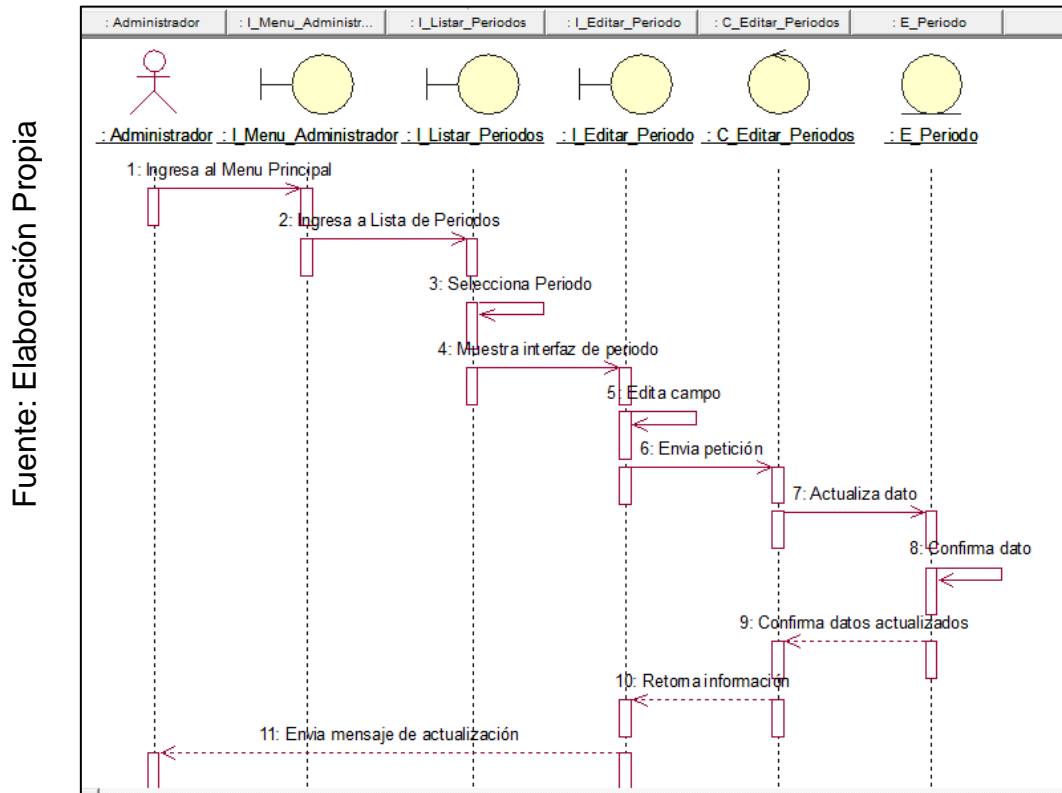 : Administrador
: I_Menu_Administr...
: I_Listar_Periodos
: I_Editar_Periodo
: C_Editar_Periodos
: E_Periodo
: Administrador
: I_Menu_Administrador
: I_Listar_Periodos
: I_Editar_Periodo
: C_Editar_Periodos
: E_Periodo
Fuente: Elaboración Propia
1: Ingresa al Menu Principal
2: Ingresa a Lista de Periodos
3: Selecciona Periodo
4: Muestra interfaz de periodo
5: Edita campo
6: Envia petición
7: Actualiza dato
8: Confirma dato
9: Confirma datos actualizados
10: Retorna información
11: Envia mensaje de actualización